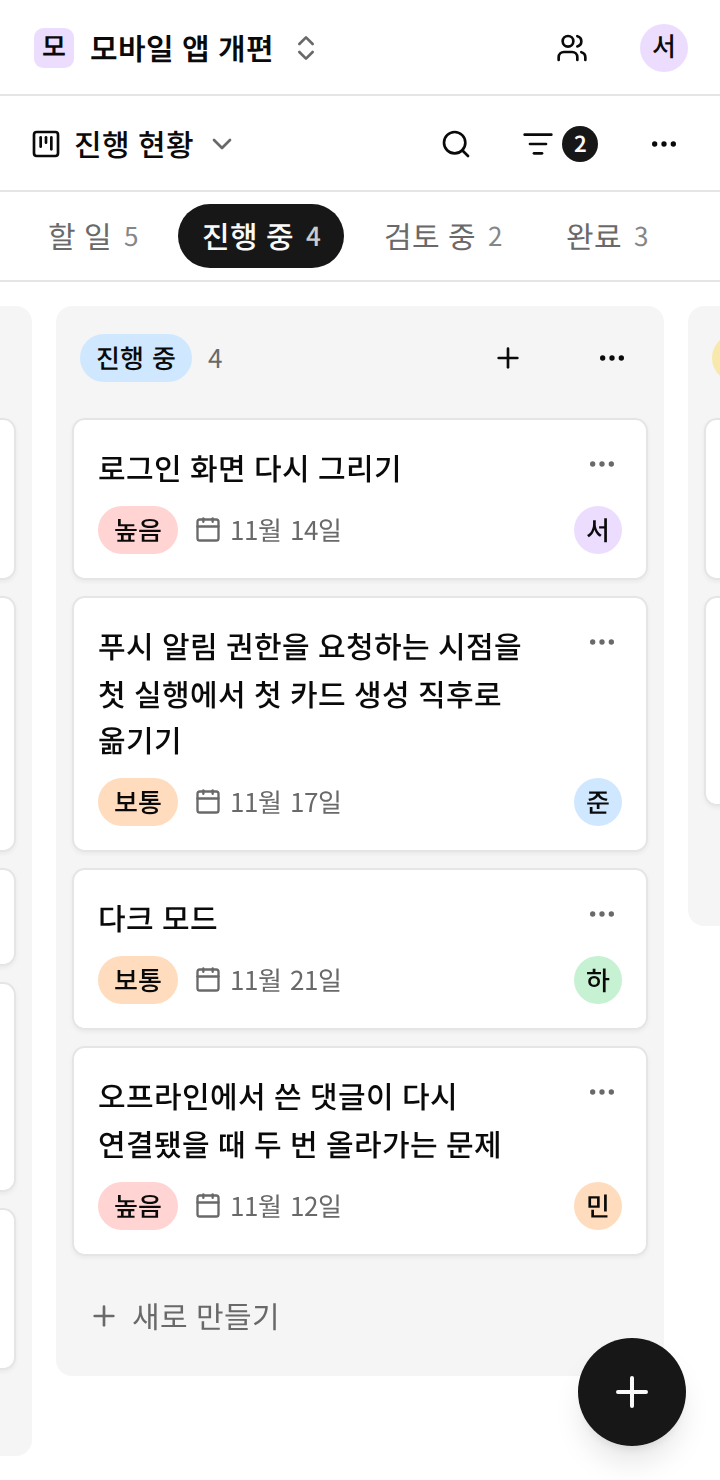 모 모바일 앱 개편 서
진행 현황 2
할 일 5 진행 중 4 검토 중 2 완료 3
진행 중 4
로그인 화면 다시 그리기
높음 11월 14일 서
푸시 알림 권한을 요청하는 시점을
첫 실행에서 첫 카드 생성 직후로
옮기기
보통 11월 17일 준
다크 모드
보통 11월 21일 하
오프라인에서 쓴 댓글이 다시
연결됐을 때 두 번 올라가는 문제
높음 11월 12일 민
새로 만들기